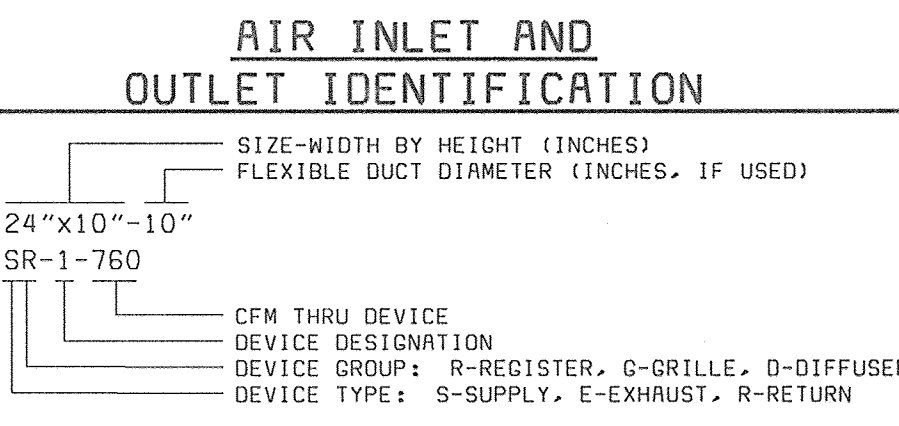 AIR INLET AND
OUTLET IDENTIFICATION
SIZE-WIDTH BY HEIGHT (INCHES)
FLEXIBLE DUCT DIAMETER (INCHES, IF USED)
24"x10"-10"
SR-1-760
CFM THRU DEVICE
DEVICE DESIGNATION
DEVICE GROUP: R-REGISTER, G-GRILLE, D-DIFFUSER
DEVICE TYPE: S-SUPPLY, E-EXHAUST, R-RETURN